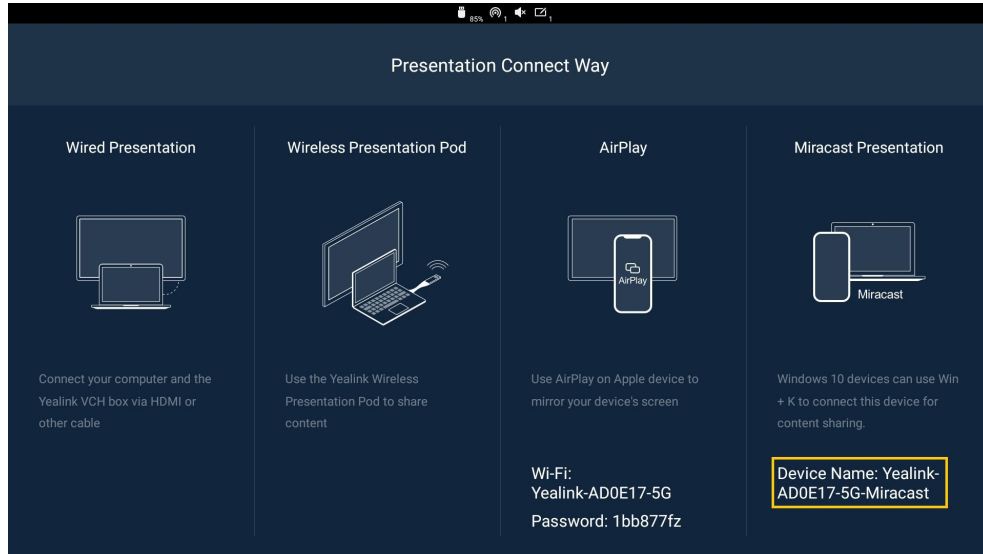 85% 1 1
Presentation Connect Way
Wired Presentation
Connect your computer and the
Yealink VCH box via HDMI or
other cable
Wireless Presentation Pod
Use the Yealink Wireless
Presentation Pod to share
content
AirPlay
AirPlay
Use AirPlay on Apple device to
mirror your device's screen
Wi-Fi:
Yealink-AD0E17-5G
Password: 1bb877fz
Miracast Presentation
Miracast
Windows 10 devices can use Win
+ K to connect this device for
content sharing.
Device Name: Yealink-
AD0E17-5G-Miracast